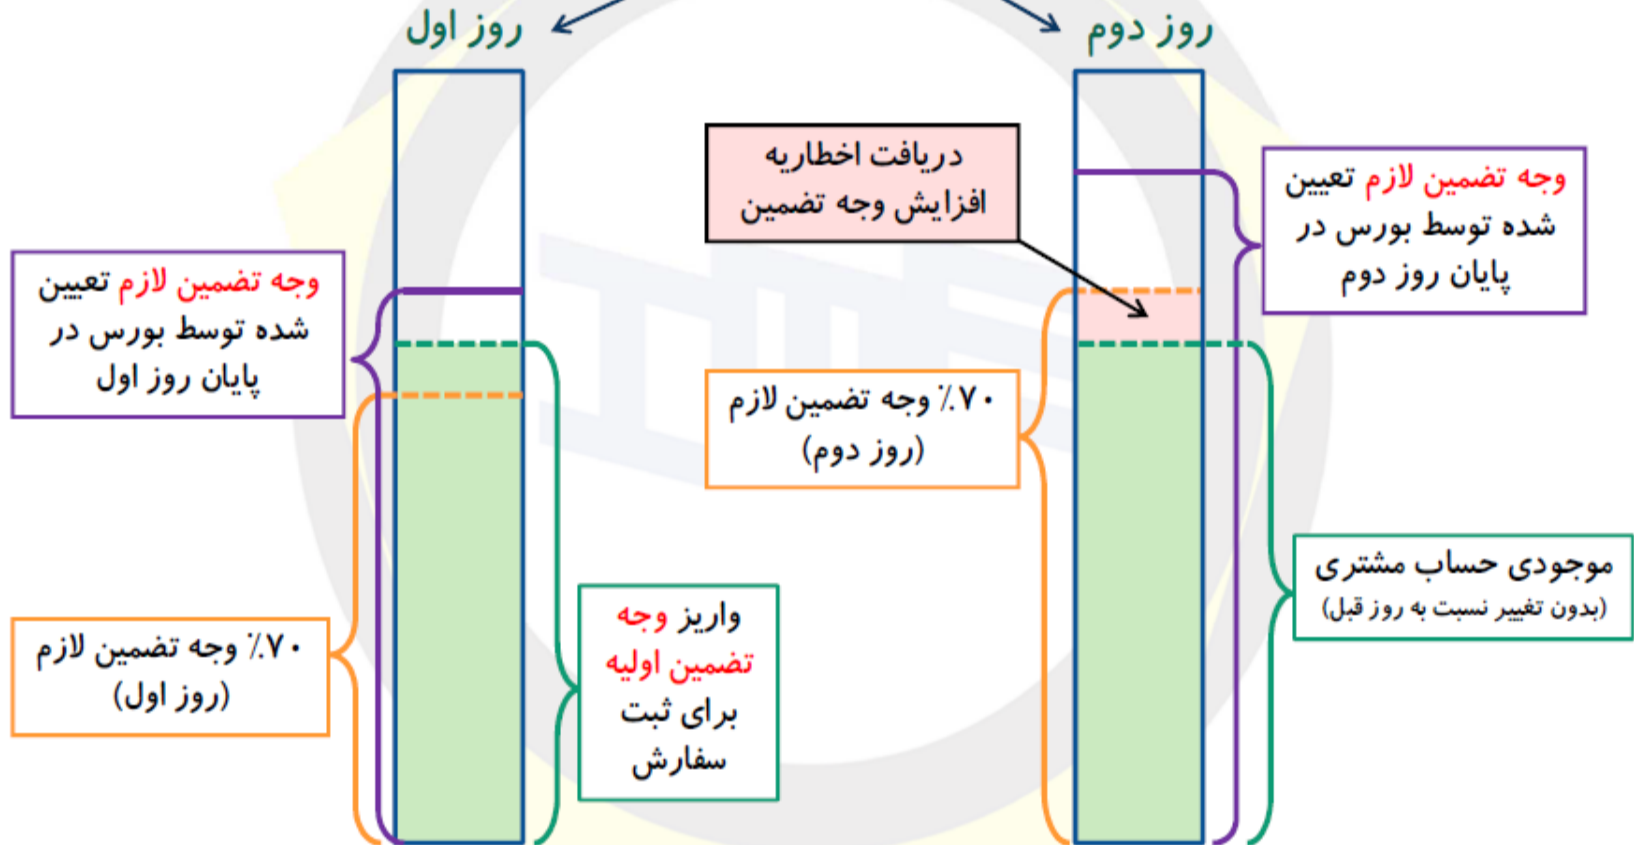 روز دوم
روز اول
وجه تضمین لازم تعیین
شده توسط بورس در
پایان روز دوم
دریافت اخطاریه
افزایش وجه تضمین
۷۰٪ وجه تضمین لازم
(روز دوم)
موجودی حساب مشتری
(بدون تغییر نسبت به روز قبل)
وجه تضمین لازم تعیین
شده توسط بورس در
پایان روز اول
واریز وجه
تضمین اولیه
برای ثبت
سفارش
۷۰٪ وجه تضمین لازم
(روز اول)